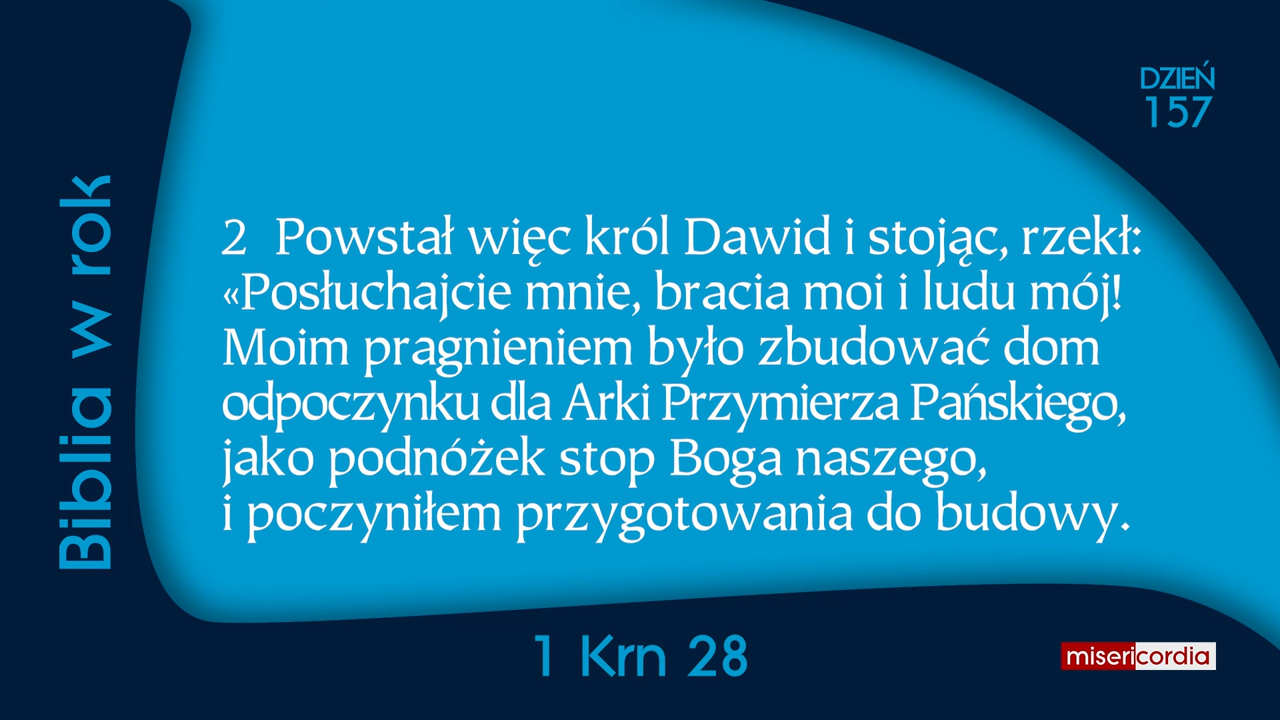 DZIEŃ
157
Biblia w rok
2 Powstał więc król Dawid i stojąc, rzekł:
«Posłuchajcie mnie, bracia moi i ludu mój!
Moim pragnieniem było zbudować dom
odpoczynku dla Arki Przymierza Pańskiego,
jako podnóżek stop Boga naszego,
i poczyniłem przygotowania do budowy.
1 Krn 28
misericordia